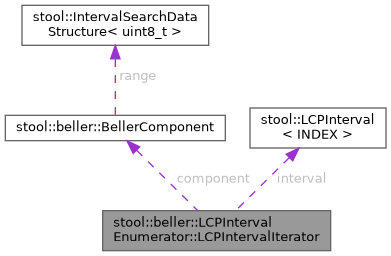 stool::IntervalSearchData
Structure< uint8_t >
range
stool::beller::BellerComponent
stool::LCPInterval
< INDEX >
component
interval
stool::beller::LCPInterval
Enumerator::LCPIntervalIterator